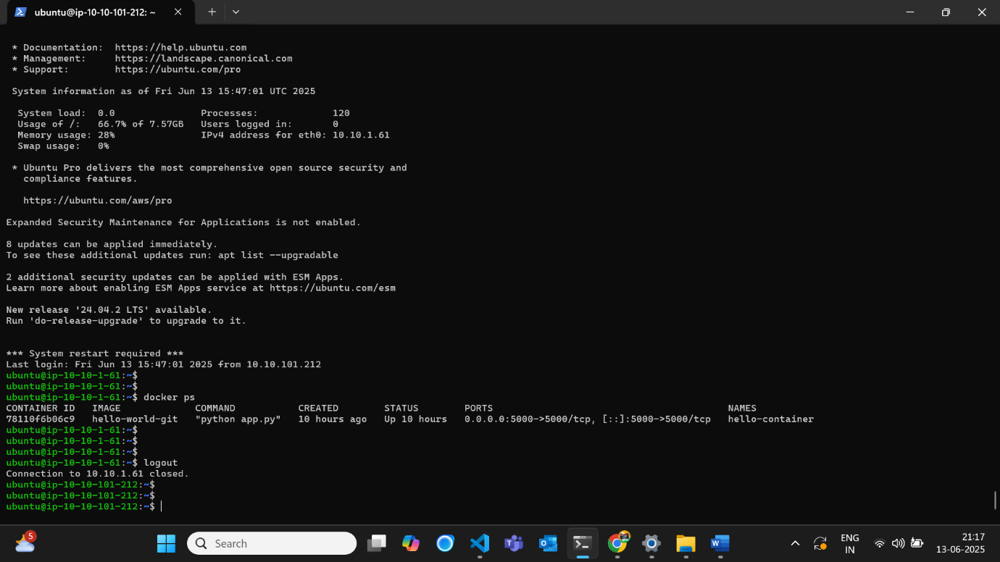 ubuntu@ip-10-10-101-212: ~
* Documentation:  https://help.ubuntu.com
* Management:     https://landscape.canonical.com
* Support:        https://ubuntu.com/pro
System information as of Fri Jun 13 15:47:01 UTC 2025
System load:  0.0               Processes:             120
Usage of /:   66.7% of 7.57GB   Users logged in:       0
Memory usage: 28%               IPv4 address for eth0: 10.10.1.61
Swap usage:   0%
* Ubuntu Pro delivers the most comprehensive open source security and
compliance features.
https://ubuntu.com/aws/pro
Expanded Security Maintenance for Applications is not enabled.
8 updates can be applied immediately.
To see these additional updates run: apt list --upgradable
2 additional security updates can be applied with ESM Apps.
Learn more about enabling ESM Apps service at https://ubuntu.com/esm
New release '24.04.2 LTS' available.
Run 'do-release-upgrade' to upgrade to it.
*** System restart required ***
Last login: Fri Jun 13 15:47:01 2025 from 10.10.101.212
ubuntu@ip-10-10-1-61:~$
ubuntu@ip-10-10-1-61:~$
ubuntu@ip-10-10-1-61:~$ docker ps
CONTAINER ID   IMAGE             COMMAND           CREATED        STATUS        PORTS                                         NAMES
78110f6b06c9   hello-world-git   "python app.py"   10 hours ago   Up 10 hours   0.0.0.0:5000->5000/tcp, [::]:5000->5000/tcp   hello-container
ubuntu@ip-10-10-1-61:~$
ubuntu@ip-10-10-1-61:~$
ubuntu@ip-10-10-1-61:~$
ubuntu@ip-10-10-1-61:~$ logout
Connection to 10.10.1.61 closed.
ubuntu@ip-10-10-101-212:~$
ubuntu@ip-10-10-101-212:~$
ubuntu@ip-10-10-101-212:~$
5
Search
ENG
IN
21:17
13-06-2025